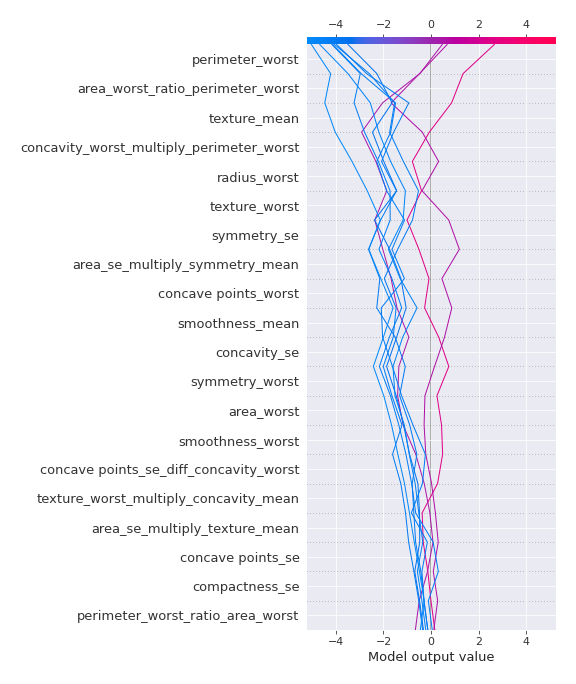 −4 −2 0 2 4
perimeter_worst
area_worst_ratio_perimeter_worst
texture_mean
concavity_worst_multiply_perimeter_worst
radius_worst
texture_worst
symmetry_se
area_se_multiply_symmetry_mean
concave points_worst
smoothness_mean
concavity_se
symmetry_worst
area_worst
smoothness_worst
concave points_se_diff_concavity_worst
texture_worst_multiply_concavity_mean
area_se_multiply_texture_mean
concave points_se
compactness_se
perimeter_worst_ratio_area_worst
−4 −2 0 2 4
Model output value